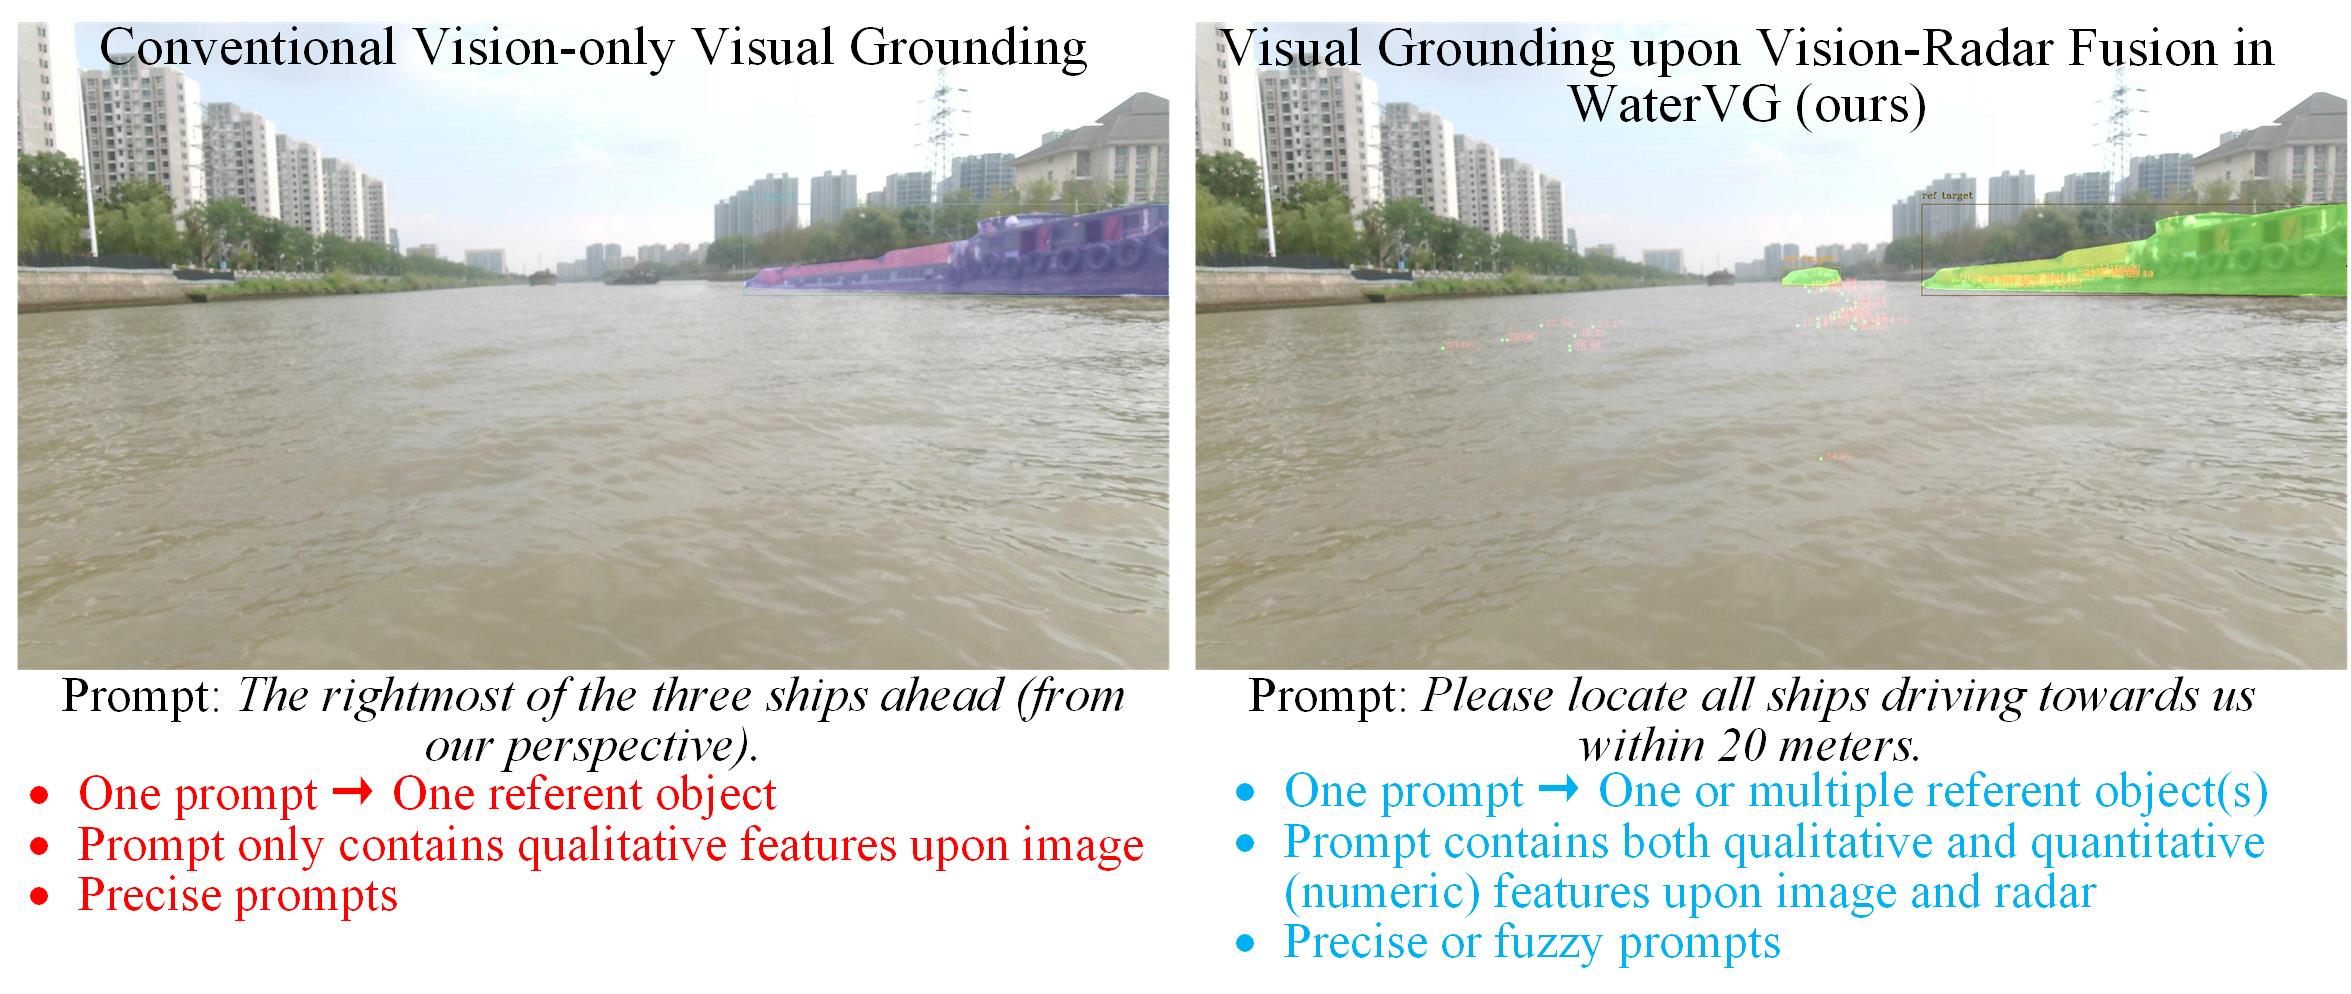 Conventional Vision-only Visual Grounding
Prompt: The rightmost of the three ships ahead (from
our perspective).
• One prompt → One referent object
• Prompt only contains qualitative features upon image
• Precise prompts
Visual Grounding upon Vision-Radar Fusion in
WaterVG (ours)
ref target
Prompt: Please locate all ships driving towards us
within 20 meters.
• One prompt → One or multiple referent object(s)
• Prompt contains both qualitative and quantitative
(numeric) features upon image and radar
• Precise or fuzzy prompts